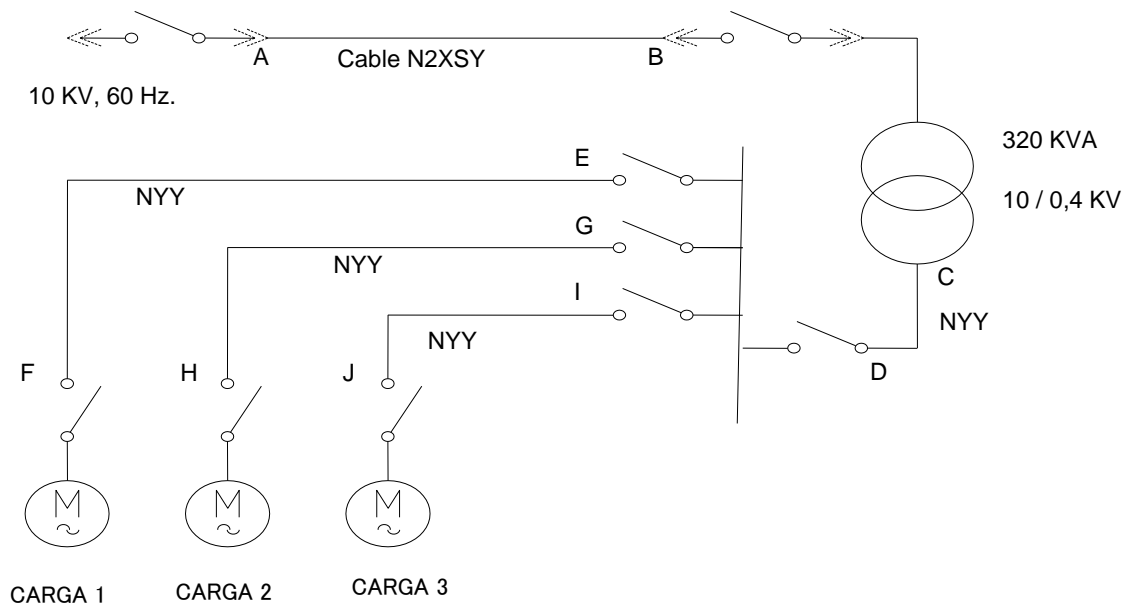 A
Cable N2XSY
B
10 KV, 60 Hz.
320 KVA
10 / 0,4 KV
E
NYY
G
NYY
I
NYY
C
NYY
D
F
H
J
M
M
M
CARGA 1
CARGA 2
CARGA 3